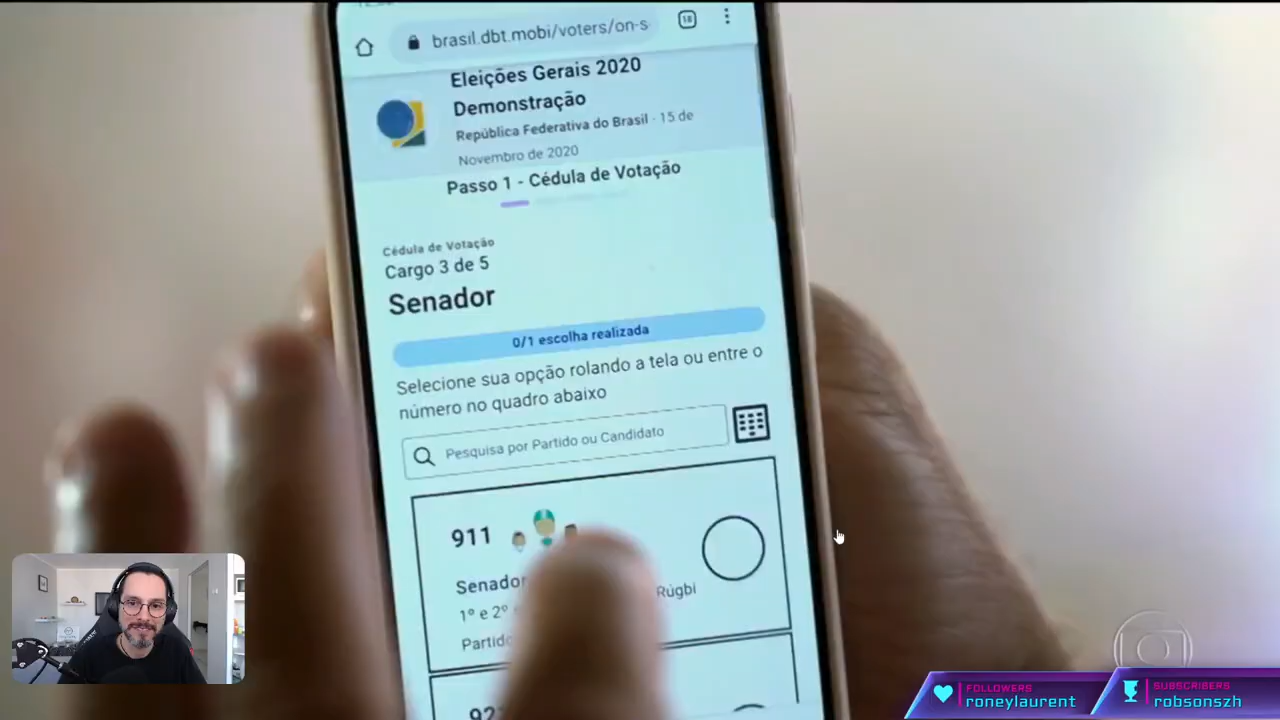 brasil.dbt.mobi/voters/on-s
18
Eleições Gerais 2020
Demonstração
República Federativa do Brasil · 15 de
Novembro de 2020
Passo 1 - Cédula de Votação
Cédula de Votação
Cargo 3 de 5
Senador
0/1 escolha realizada
Selecione sua opção rolando a tela ou entre o
número no quadro abaixo
Pesquisa por Partido ou Candidato
911
Senador
Rúgbi
1º e 2º
Partido
FOLLOWERS
roneylaurent
SUBSCRIBERS
robsonszh